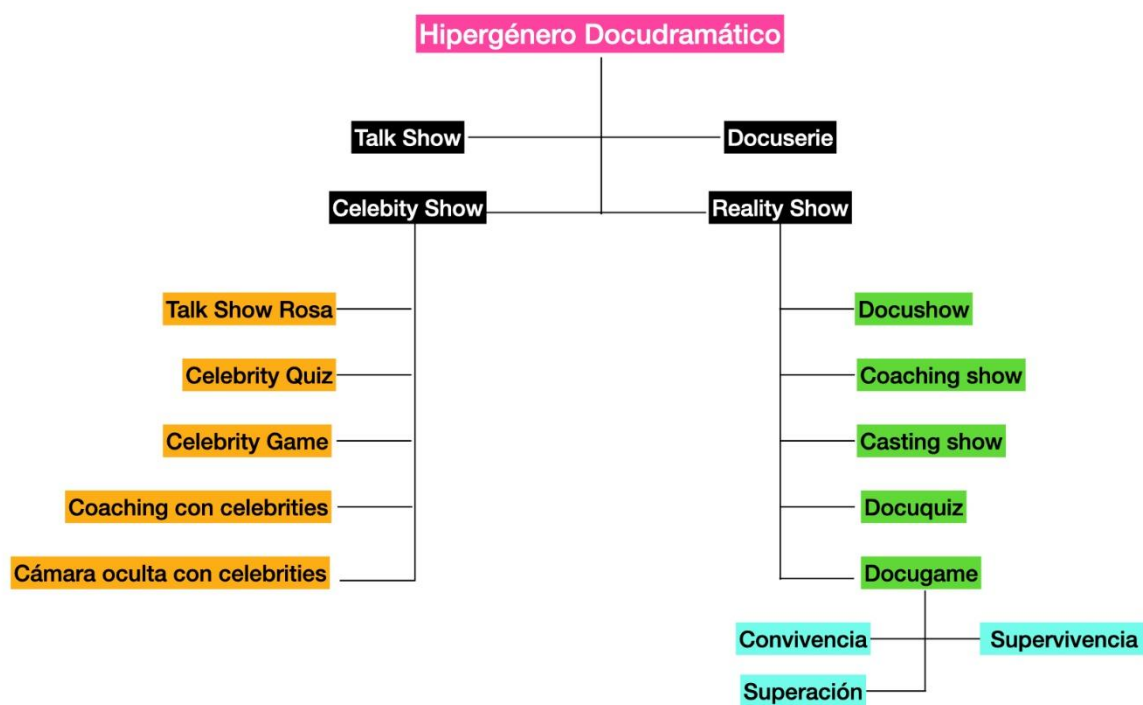 Hipergénero Docudramático
Talk Show
Docuserie
Celebity Show
Reality Show
Talk Show Rosa
Docushow
Celebrity Quiz
Coaching show
Celebrity Game
Casting show
Coaching con celebrities
Docuquiz
Cámara oculta con celebrities
Docugame
Convivencia
Supervivencia
Superación